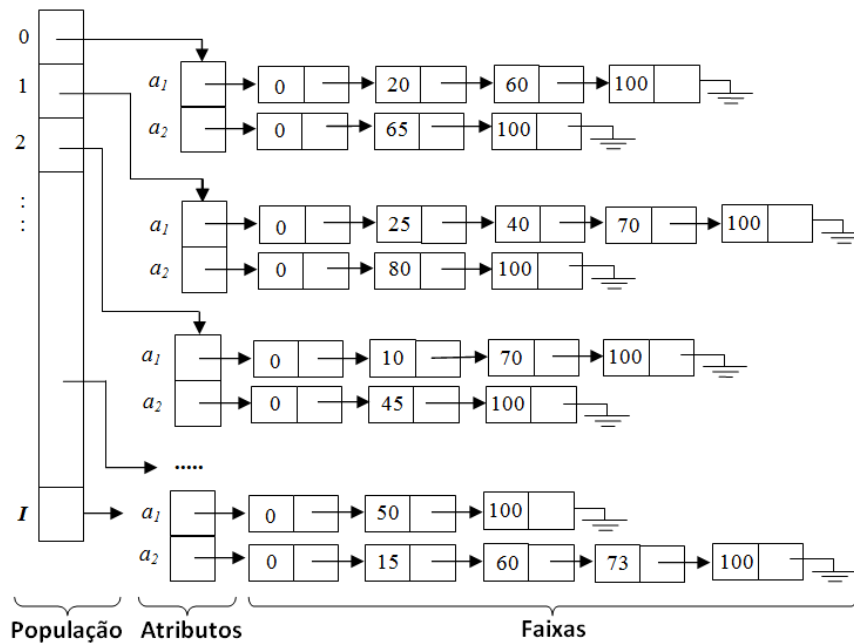 0
a1 0 20 60 100
1
a2 0 65 100
2
:
:
a1 0 25 40 70 100
a2 0 80 100
a1 0 10 70 100
a2 0 45 100
.....
I a1 0 50 100
a2 0 15 60 73 100
População Atributos Faixas